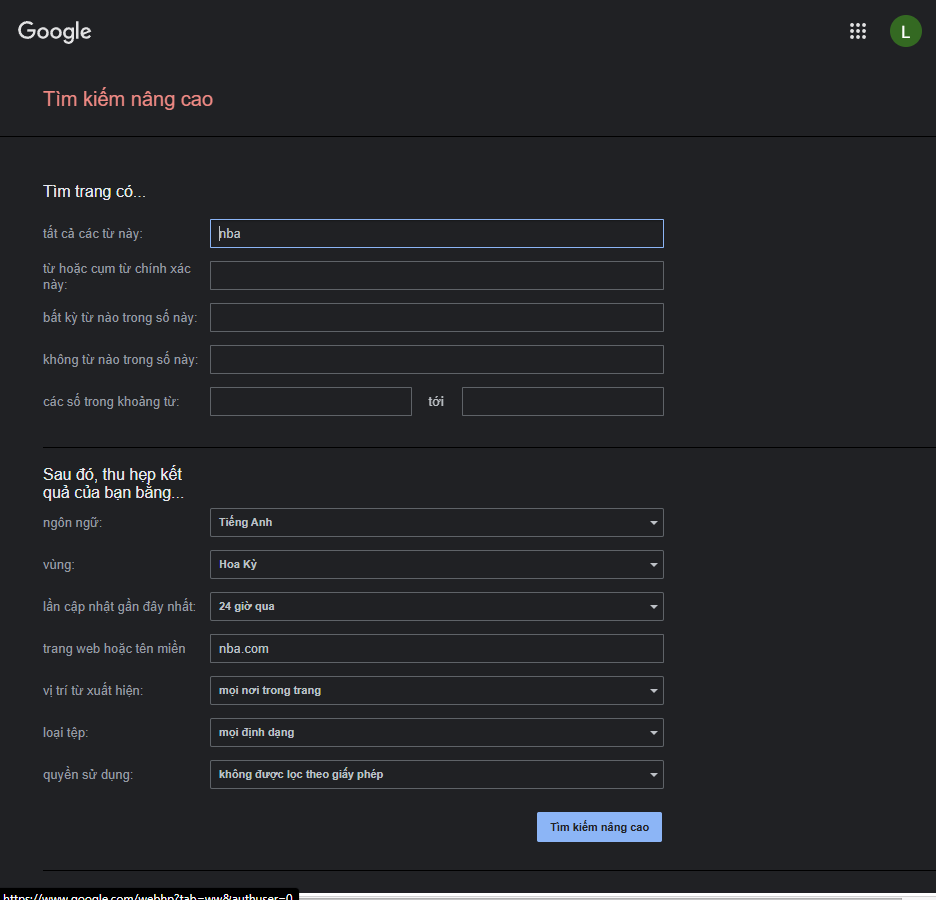 Google
L
Tìm kiếm nâng cao
Tìm trang có...
tất cả các từ này:
nba
từ hoặc cụm từ chính xác
này:
bất kỳ từ nào trong số này:
không từ nào trong số này:
các số trong khoảng từ:
tới
Sau đó, thu hẹp kết
quả của bạn bằng...
ngôn ngữ:
Tiếng Anh
vùng:
Hoa Kỳ
lần cập nhật gần đây nhất:
24 giờ qua
trang web hoặc tên miền
nba.com
vị trí từ xuất hiện:
mọi nơi trong trang
loại tệp:
mọi định dạng
quyền sử dụng:
không được lọc theo giấy phép
Tìm kiếm nâng cao
https://www.google.com/webhp?tab=ww&authuser=0